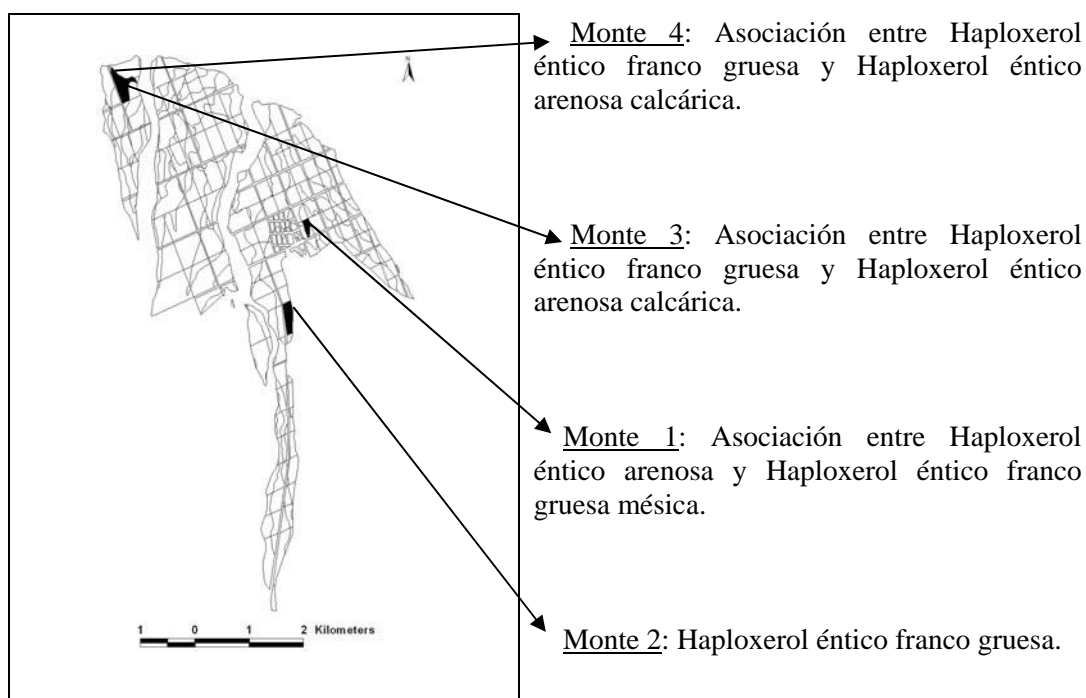 N
Monte 4: Asociación entre Haploxerol
éntico franco gruesa y Haploxerol éntico
arenosa calcárica.
Monte 3: Asociación entre Haploxerol
éntico franco gruesa y Haploxerol éntico
arenosa calcárica.
Monte 1: Asociación entre Haploxerol
éntico arenosa y Haploxerol éntico franco
gruesa mésica.
Monte 2: Haploxerol éntico franco gruesa.
1 0 1 2 Kilometers